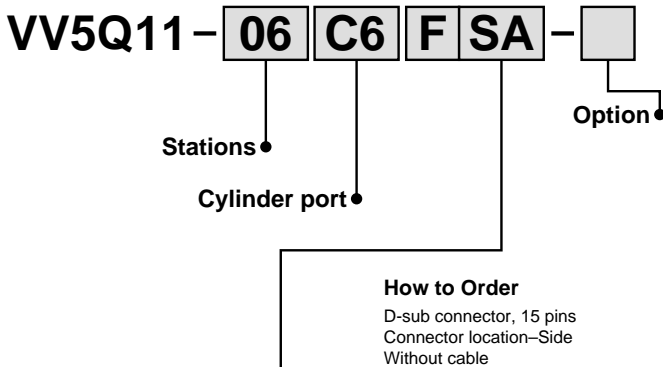 VV5Q11–06 C6 F SA–
Option
Stations
Cylinder port
How to Order
D-sub connector, 15 pins
Connector location–Side
Without cable